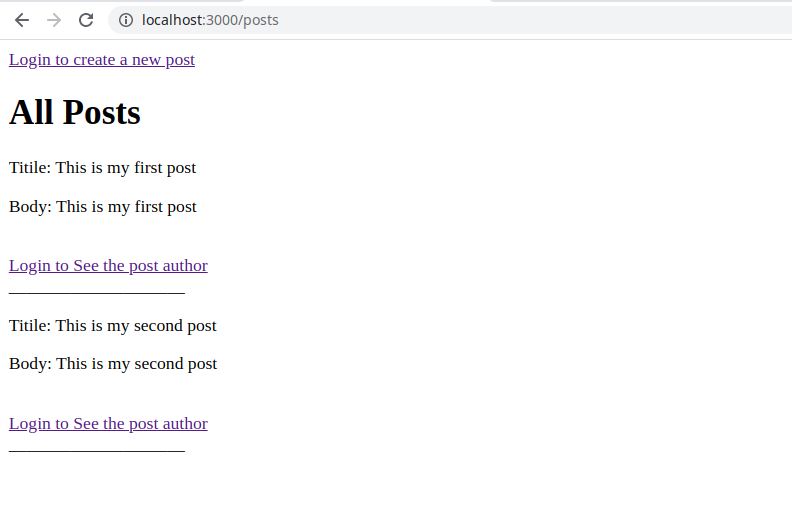 localhost:3000/posts
Login to create a new post
All Posts
Titile: This is my first post
Body: This is my first post
Login to See the post author
____________________
Titile: This is my second post
Body: This is my second post
Login to See the post author
____________________